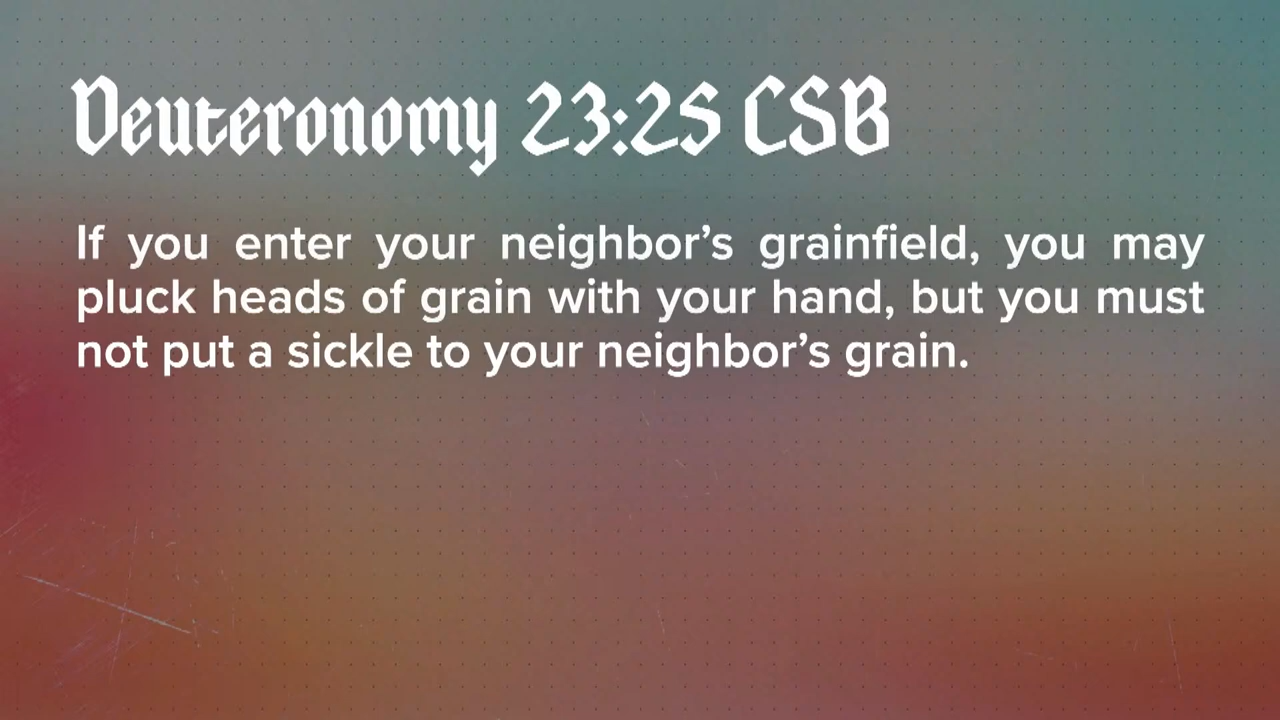 Deuteronomy 23:25 CSB
If you enter your neighbor’s grainfield, you may
pluck heads of grain with your hand, but you must
not put a sickle to your neighbor’s grain.